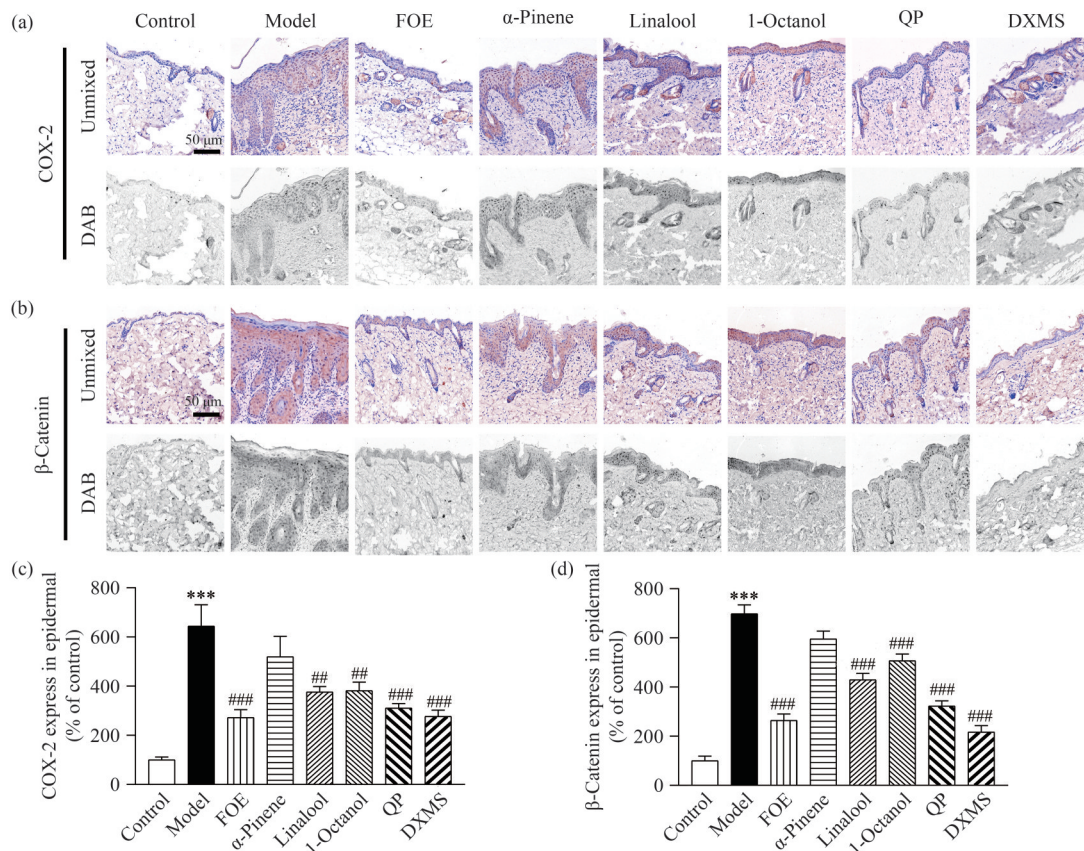 (a)
Control Model FOE α-Pinene Linalool 1-Octanol QP DXMS
COX-2
Unmixed
50 μm
DAB
(b)
β-Catenin
Unmixed
50 μm
DAB
(c)
COX-2 express in epidermal
(% of control)
800
600
400
200
0
***
###
##
##
###
###
Control
Model
FOE
α-Pinene
Linalool
1-Octanol
QP
DXMS
(d)
β-Catenin express in epidermal
(% of control)
800
600
400
200
0
***
###
###
###
###
###
Control
Model
FOE
α-Pinene
Linalool
1-Octanol
QP
DXMS